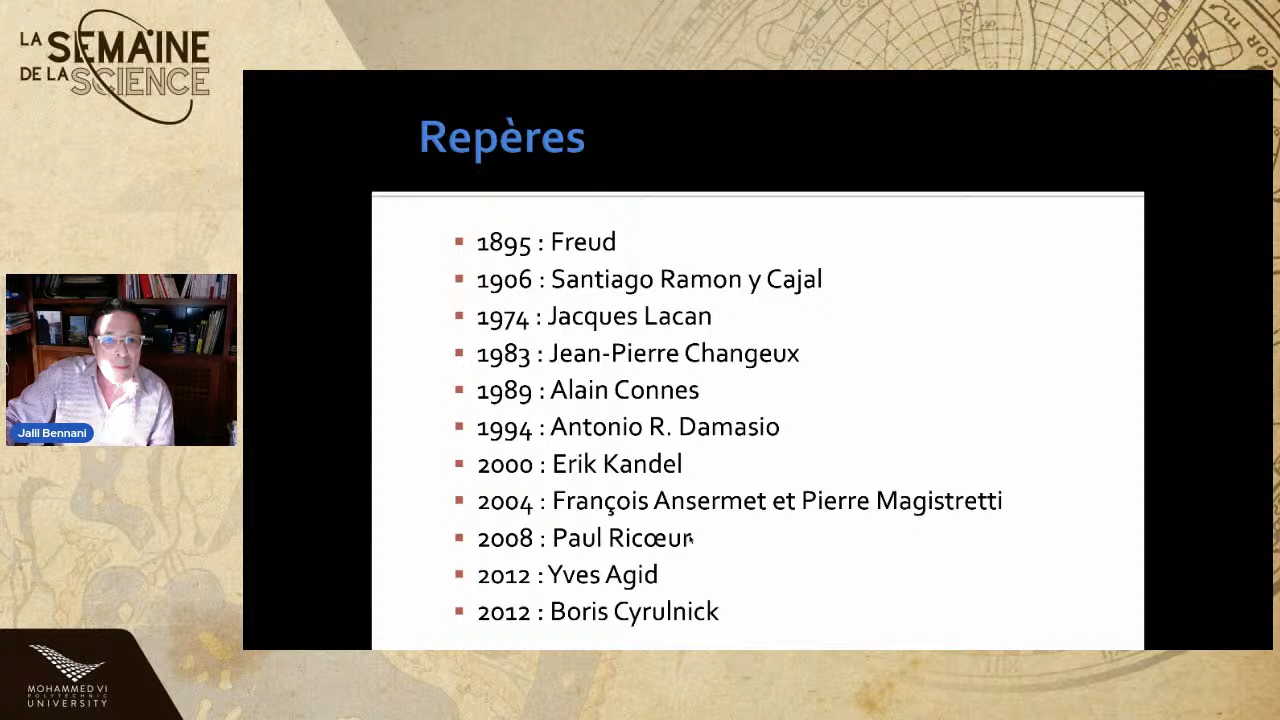 LA SEMAINE
DE LA SCIENCE
Repères
1895 : Freud
1906 : Santiago Ramon y Cajal
1974 : Jacques Lacan
1983 : Jean-Pierre Changeux
1989 : Alain Connes
1994 : Antonio R. Damasio
2000 : Erik Kandel
2004 : François Ansermet et Pierre Magistretti
2008 : Paul Ricœur
2012 : Yves Agid
2012 : Boris Cyrulnick
Jalil Bennani
MOHAMMED VI
POLYTECHNIC
UNIVERSITY